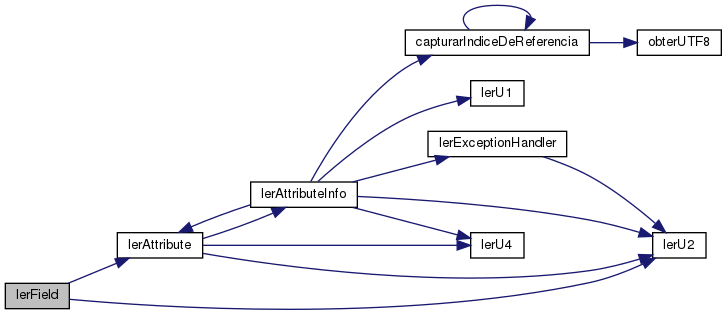 capturarIndiceDeReferencia
obterUTF8
lerU1
lerExceptionHandler
lerAttributeInfo
lerAttribute
lerU4
lerU2
lerField